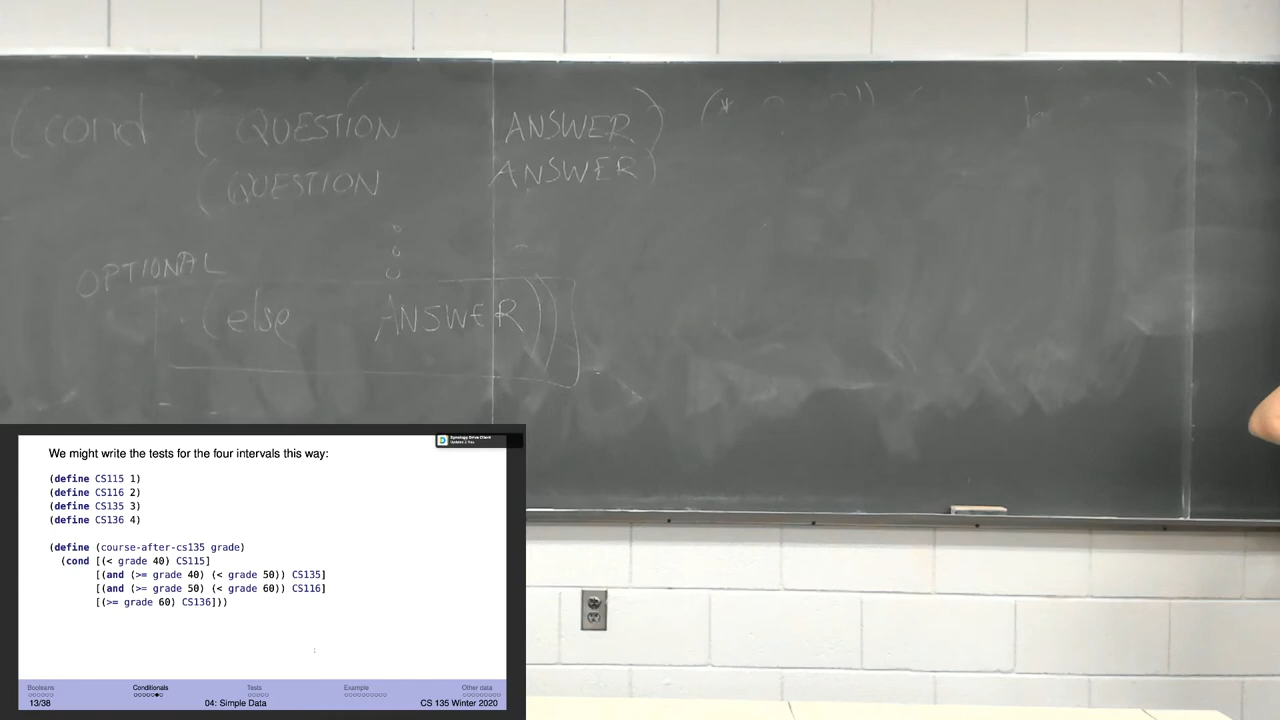 (cond ( QUESTION ANSWER)
(QUESTION ANSWER)
OPTIONAL
(else ANSWER))
Synology Drive Client
We might write the tests for the four intervals this way:
(define CS115 1)
(define CS116 2)
(define CS135 3)
(define CS136 4)
(define (course-after-cs135 grade)
(cond [(< grade 40) CS115]
[(and (>= grade 40) (< grade 50)) CS135]
[(and (>= grade 50) (< grade 60)) CS116]
[(>= grade 60) CS136]))
Booleans Conditionals Tests Example Other data
13/38 04: Simple Data CS 135 Winter 2020